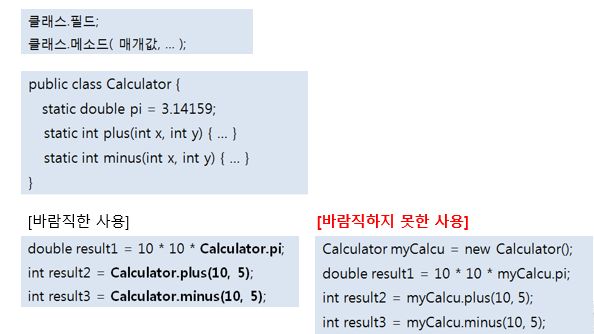 클래스.필드;
클래스.메소드( 매개값, ... );
public class Calculator {
static double pi = 3.14159;
static int plus(int x, int y) { ... }
static int minus(int x, int y) { ... }
}
[바람직한 사용]
double result1 = 10 * 10 * Calculator.pi;
int result2 = Calculator.plus(10, 5);
int result3 = Calculator.minus(10, 5);
[바람직하지 못한 사용]
Calculator myCalcu = new Calculator();
double result1 = 10 * 10 * myCalcu.pi;
int result2 = myCalcu.plus(10, 5);
int result3 = myCalcu.minus(10, 5);